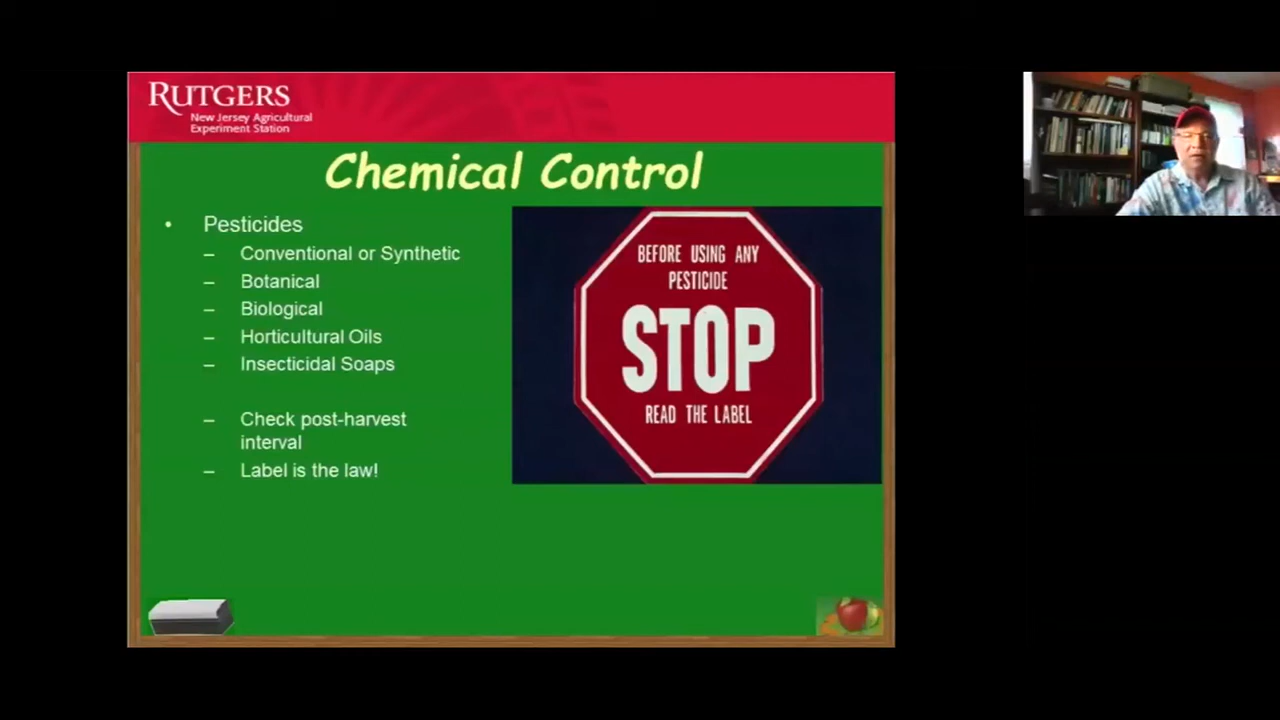 RUTGERS
New Jersey Agricultural
Experiment Station
Chemical Control
• Pesticides
– Conventional or Synthetic
– Botanical
– Biological
– Horticultural Oils
– Insecticidal Soaps
– Check post-harvest
interval
– Label is the law!
BEFORE USING ANY
PESTICIDE
STOP
READ THE LABEL